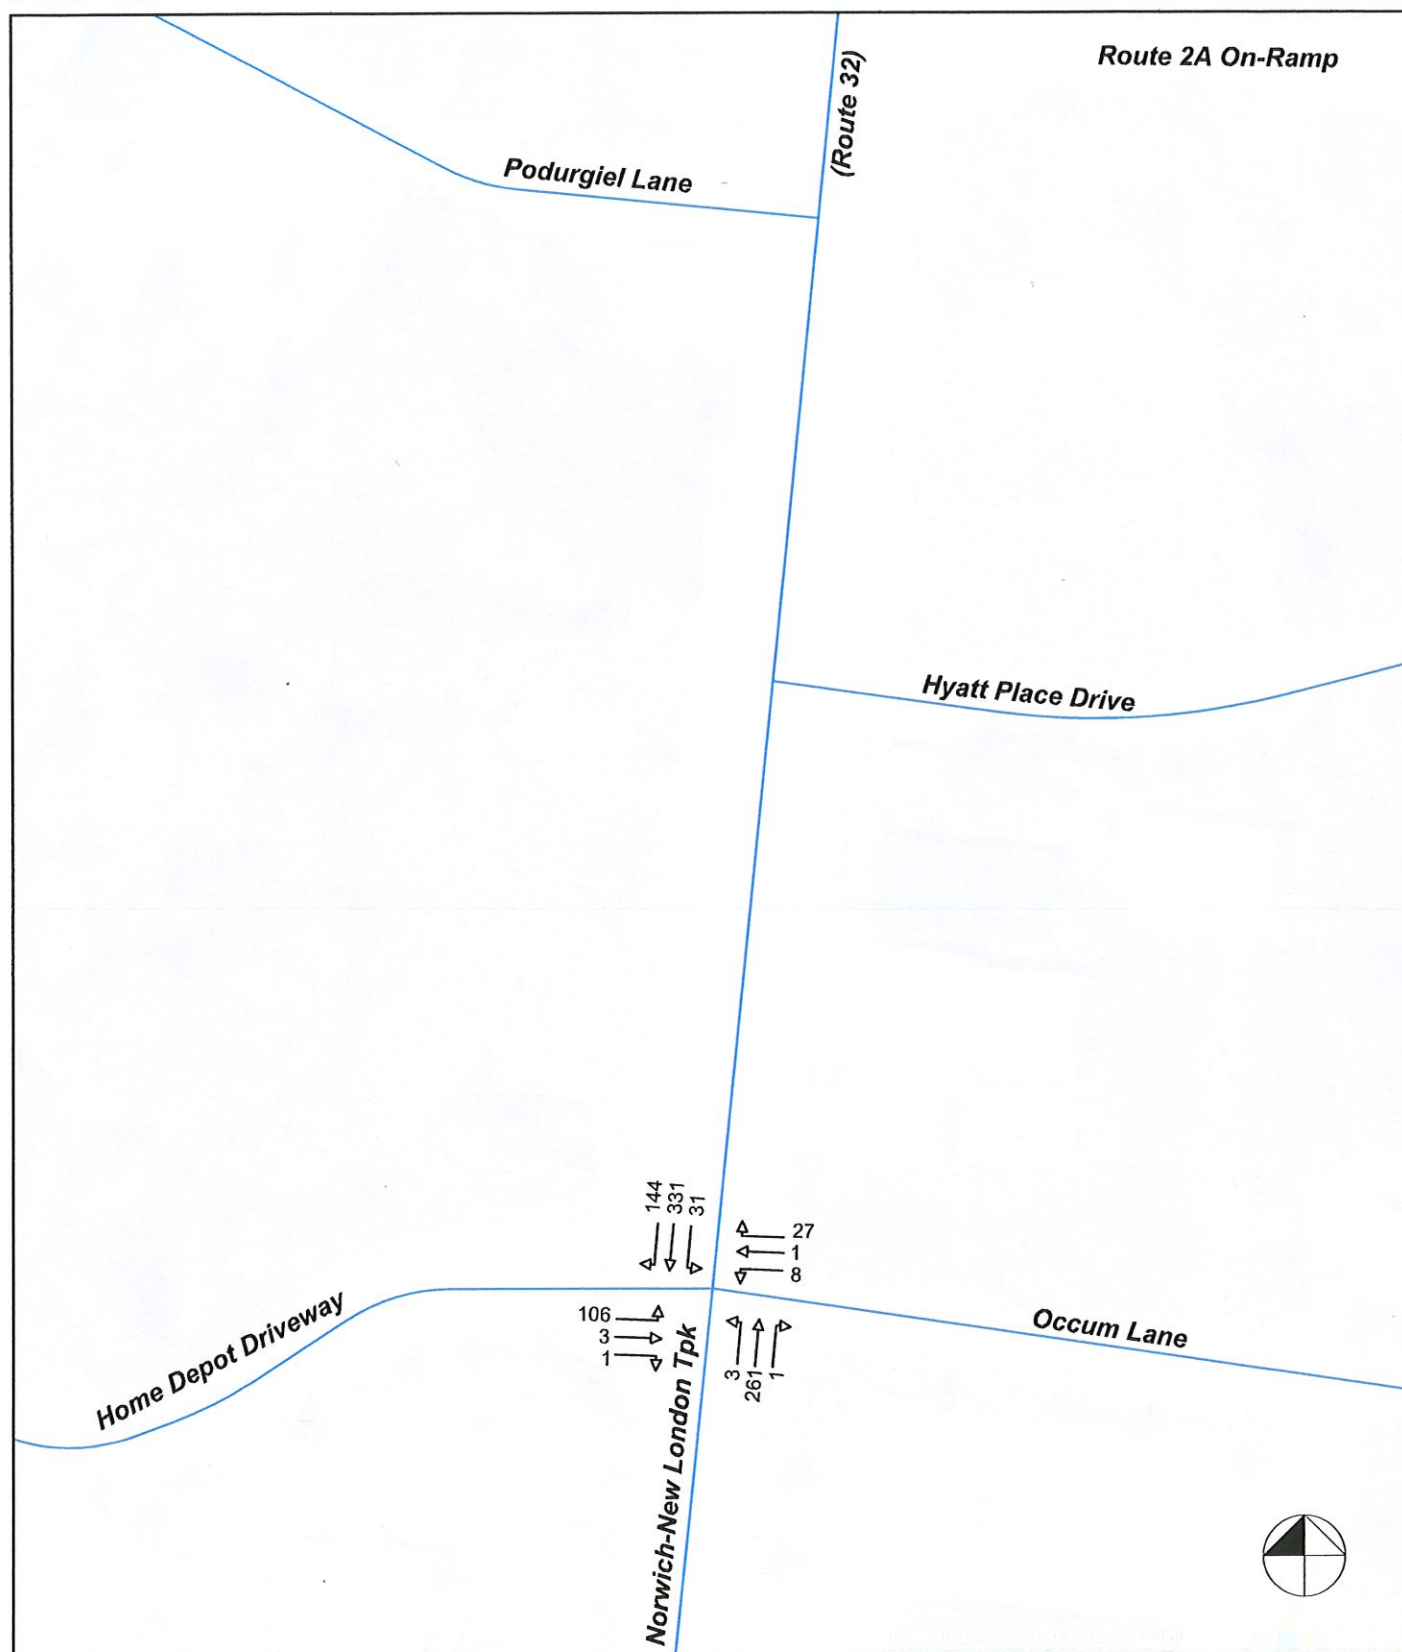 Route 2A On-Ramp
(Route 32)
Podurgiel Lane
Hyatt Place Drive
144
331
31
27
1
8
106
3
1
3
261
1
Home Depot Driveway
Occum Lane
Norwich-New London Tpk